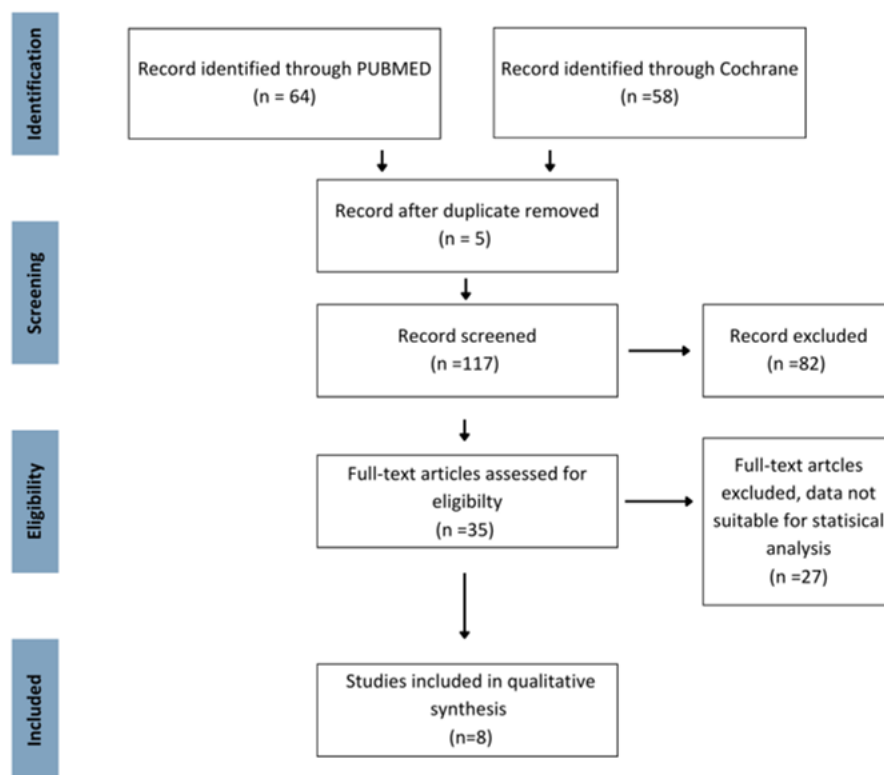 Identification
Record identified through PUBMED
(n = 64)
Record identified through Cochrane
(n =58)
Screening
Record after duplicate removed
(n = 5)
Record screened
(n =117)
Record excluded
(n =82)
Eligibility
Full-text articles assessed for
eligibilty
(n =35)
Full-text artcles
excluded, data not
suitable for statisical
analysis
(n =27)
Included
Studies included in qualitative
synthesis
(n=8)